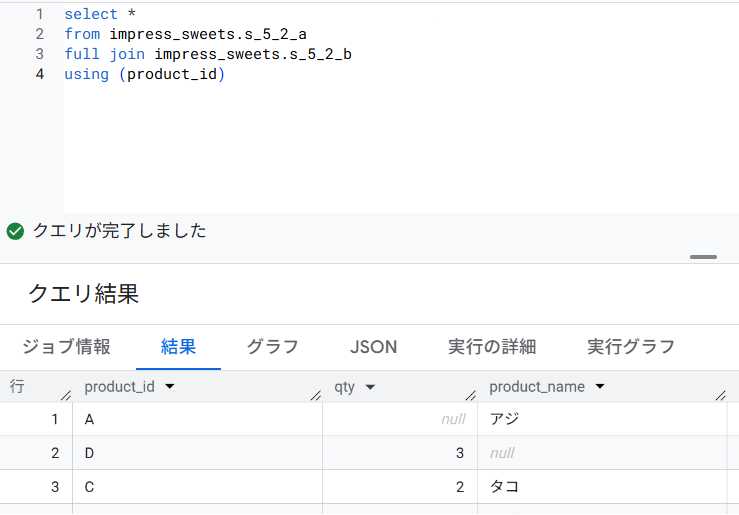 1 select *
2 from impress_sweets.s_5_2_a
3 full join impress_sweets.s_5_2_b
4 using (product_id)
クエリが完了しました
クエリ結果
ジョブ情報 結果 グラフ JSON 実行の詳細 実行グラフ
行 product_id qty product_name
1 A null アジ
2 D 3 null
3 C 2 タコ